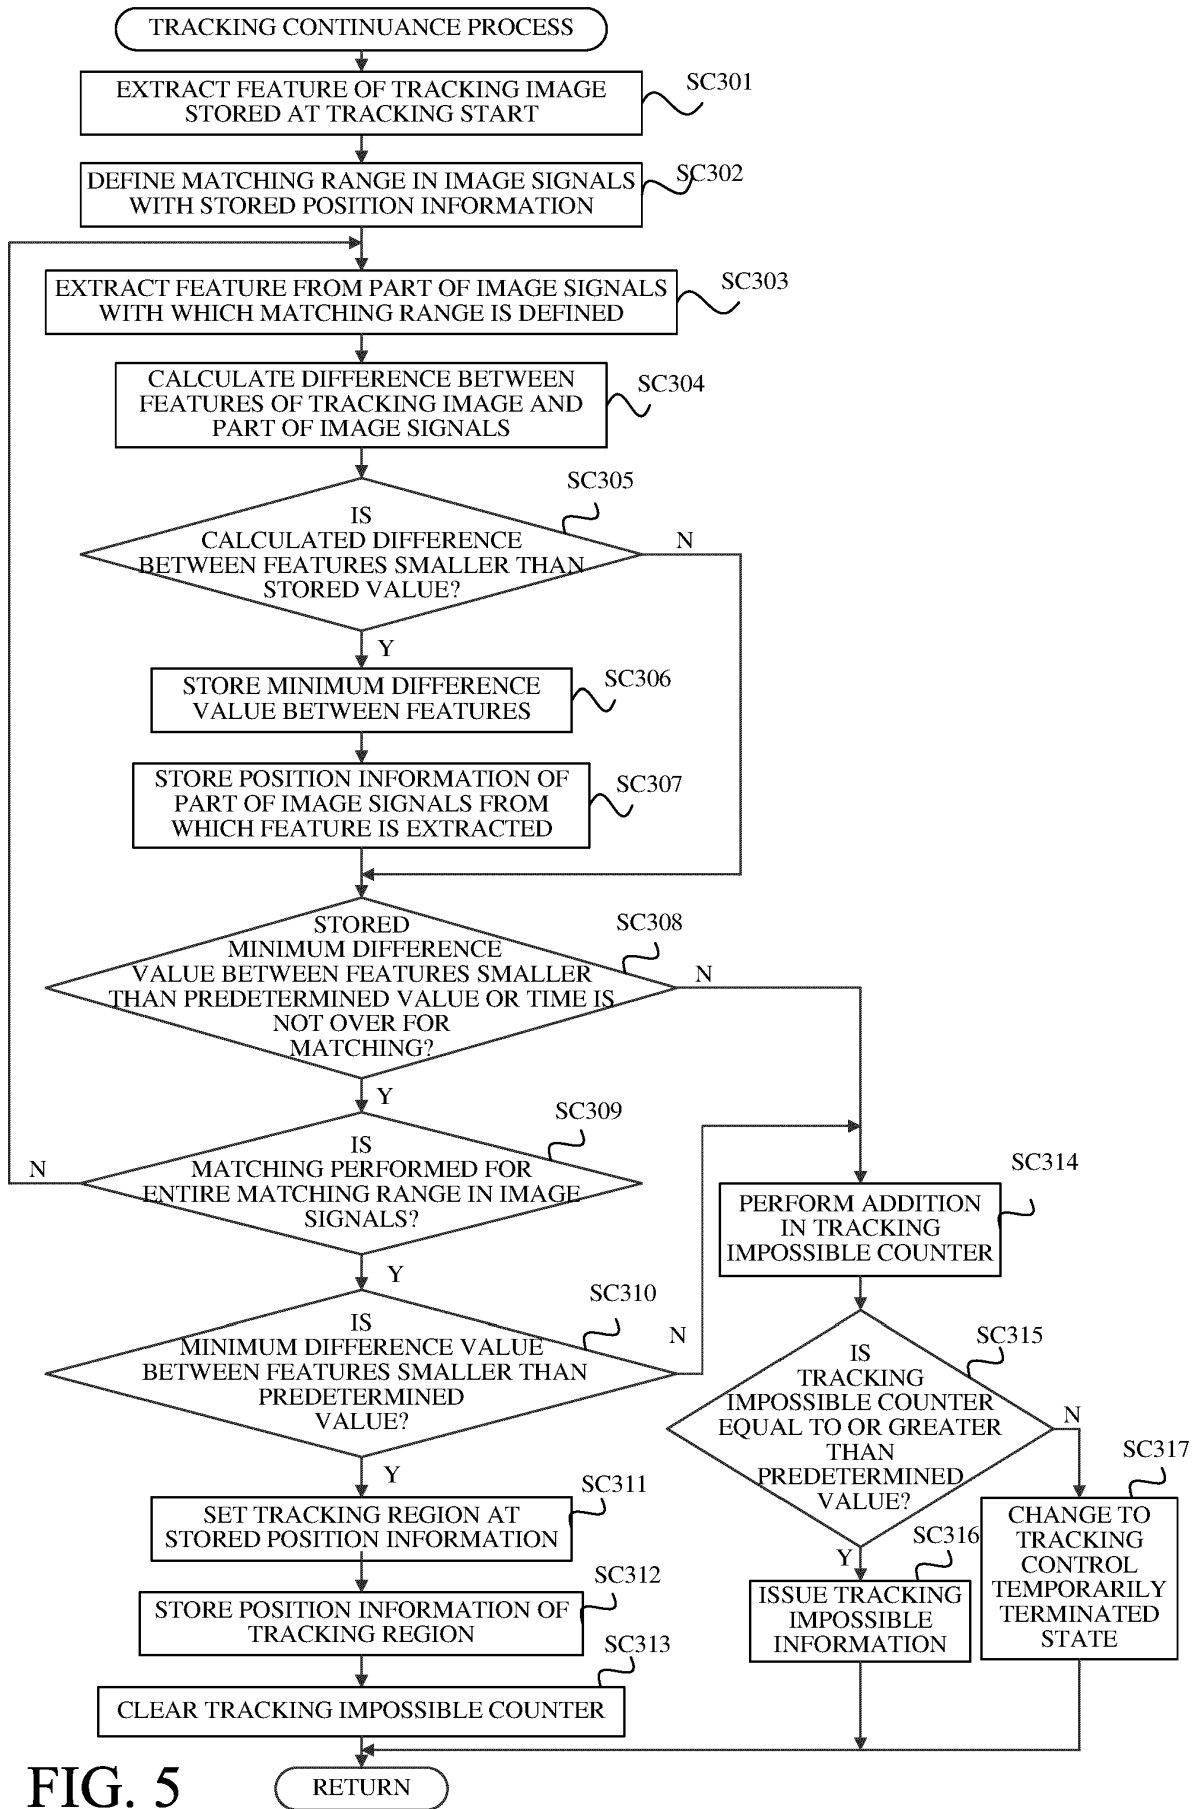 TRACKING CONTINUANCE PROCESS
EXTRACT FEATURE OF TRACKING IMAGE
STORED AT TRACKING START
SC301
DEFINE MATCHING RANGE IN IMAGE SIGNALS
WITH STORED POSITION INFORMATION
SC302
EXTRACT FEATURE FROM PART OF IMAGE SIGNALS
WITH WHICH MATCHING RANGE IS DEFINED
SC303
CALCULATE DIFFERENCE BETWEEN
FEATURES OF TRACKING IMAGE AND
PART OF IMAGE SIGNALS
SC304
SC305
IS
CALCULATED DIFFERENCE
BETWEEN FEATURES SMALLER THAN
STORED VALUE?
N
Y
STORE MINIMUM DIFFERENCE
VALUE BETWEEN FEATURES
SC306
STORE POSITION INFORMATION OF
PART OF IMAGE SIGNALS FROM
WHICH FEATURE IS EXTRACTED
SC307
STORED
MINIMUM DIFFERENCE
VALUE BETWEEN FEATURES SMALLER
THAN PREDETERMINED VALUE OR TIME IS
NOT OVER FOR
MATCHING?
SC308
N
Y
SC309
IS
MATCHING PERFORMED FOR
ENTIRE MATCHING RANGE IN IMAGE
SIGNALS?
N
Y
SC310
IS
MINIMUM DIFFERENCE VALUE
BETWEEN FEATURES SMALLER THAN
PREDETERMINED
VALUE?
N
Y
SET TRACKING REGION AT
STORED POSITION INFORMATION
SC311
STORE POSITION INFORMATION OF
TRACKING REGION
SC312
CLEAR TRACKING IMPOSSIBLE COUNTER
SC313
PERFORM ADDITION
IN TRACKING
IMPOSSIBLE COUNTER
SC314
SC315
IS
TRACKING
IMPOSSIBLE COUNTER
EQUAL TO OR GREATER
THAN
PREDETERMINED
VALUE?
N
Y
ISSUE TRACKING
IMPOSSIBLE
INFORMATION
SC316
CHANGE TO
TRACKING
CONTROL
TEMPORARILY
TERMINATED
STATE
SC317
RETURN
FIG. 5